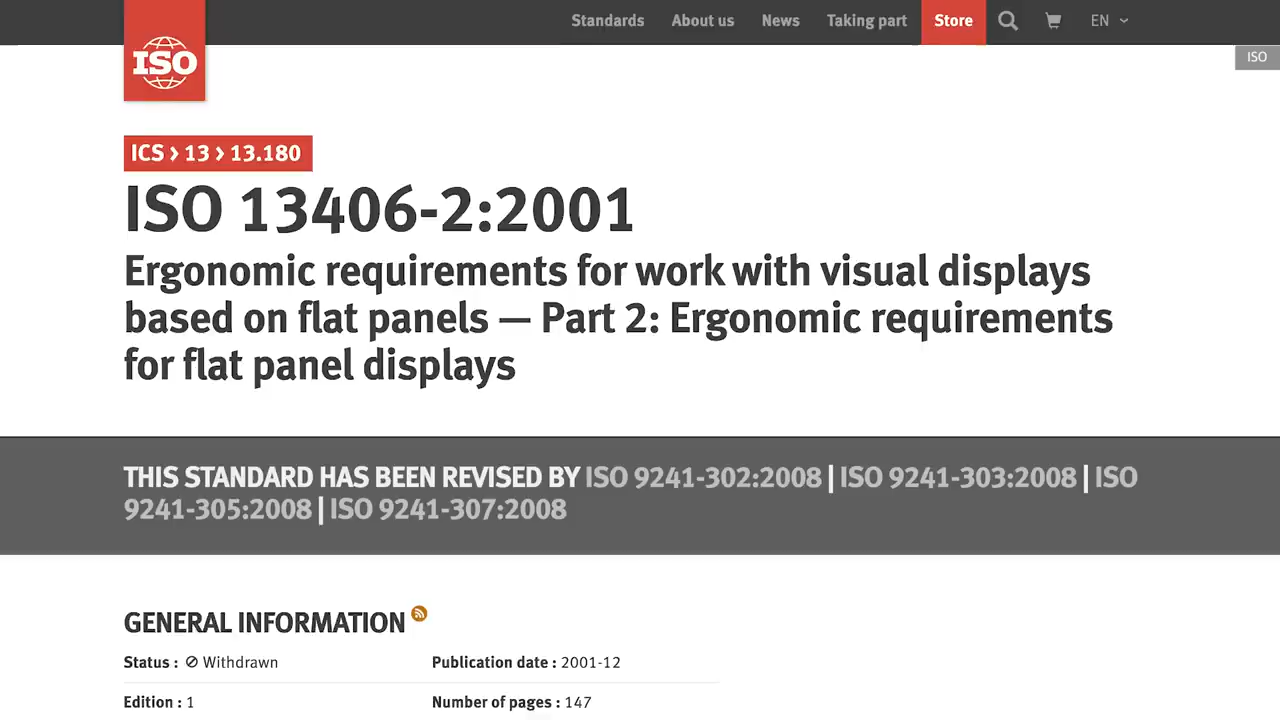 Standards About us News Taking part Store EN
ISO
ISO
ICS › 13 › 13.180
ISO 13406-2:2001
Ergonomic requirements for work with visual displays
based on flat panels — Part 2: Ergonomic requirements
for flat panel displays
THIS STANDARD HAS BEEN REVISED BY ISO 9241-302:2008 | ISO 9241-303:2008 | ISO
9241-305:2008 | ISO 9241-307:2008
GENERAL INFORMATION
Status : Withdrawn Publication date : 2001-12
Edition : 1 Number of pages : 147